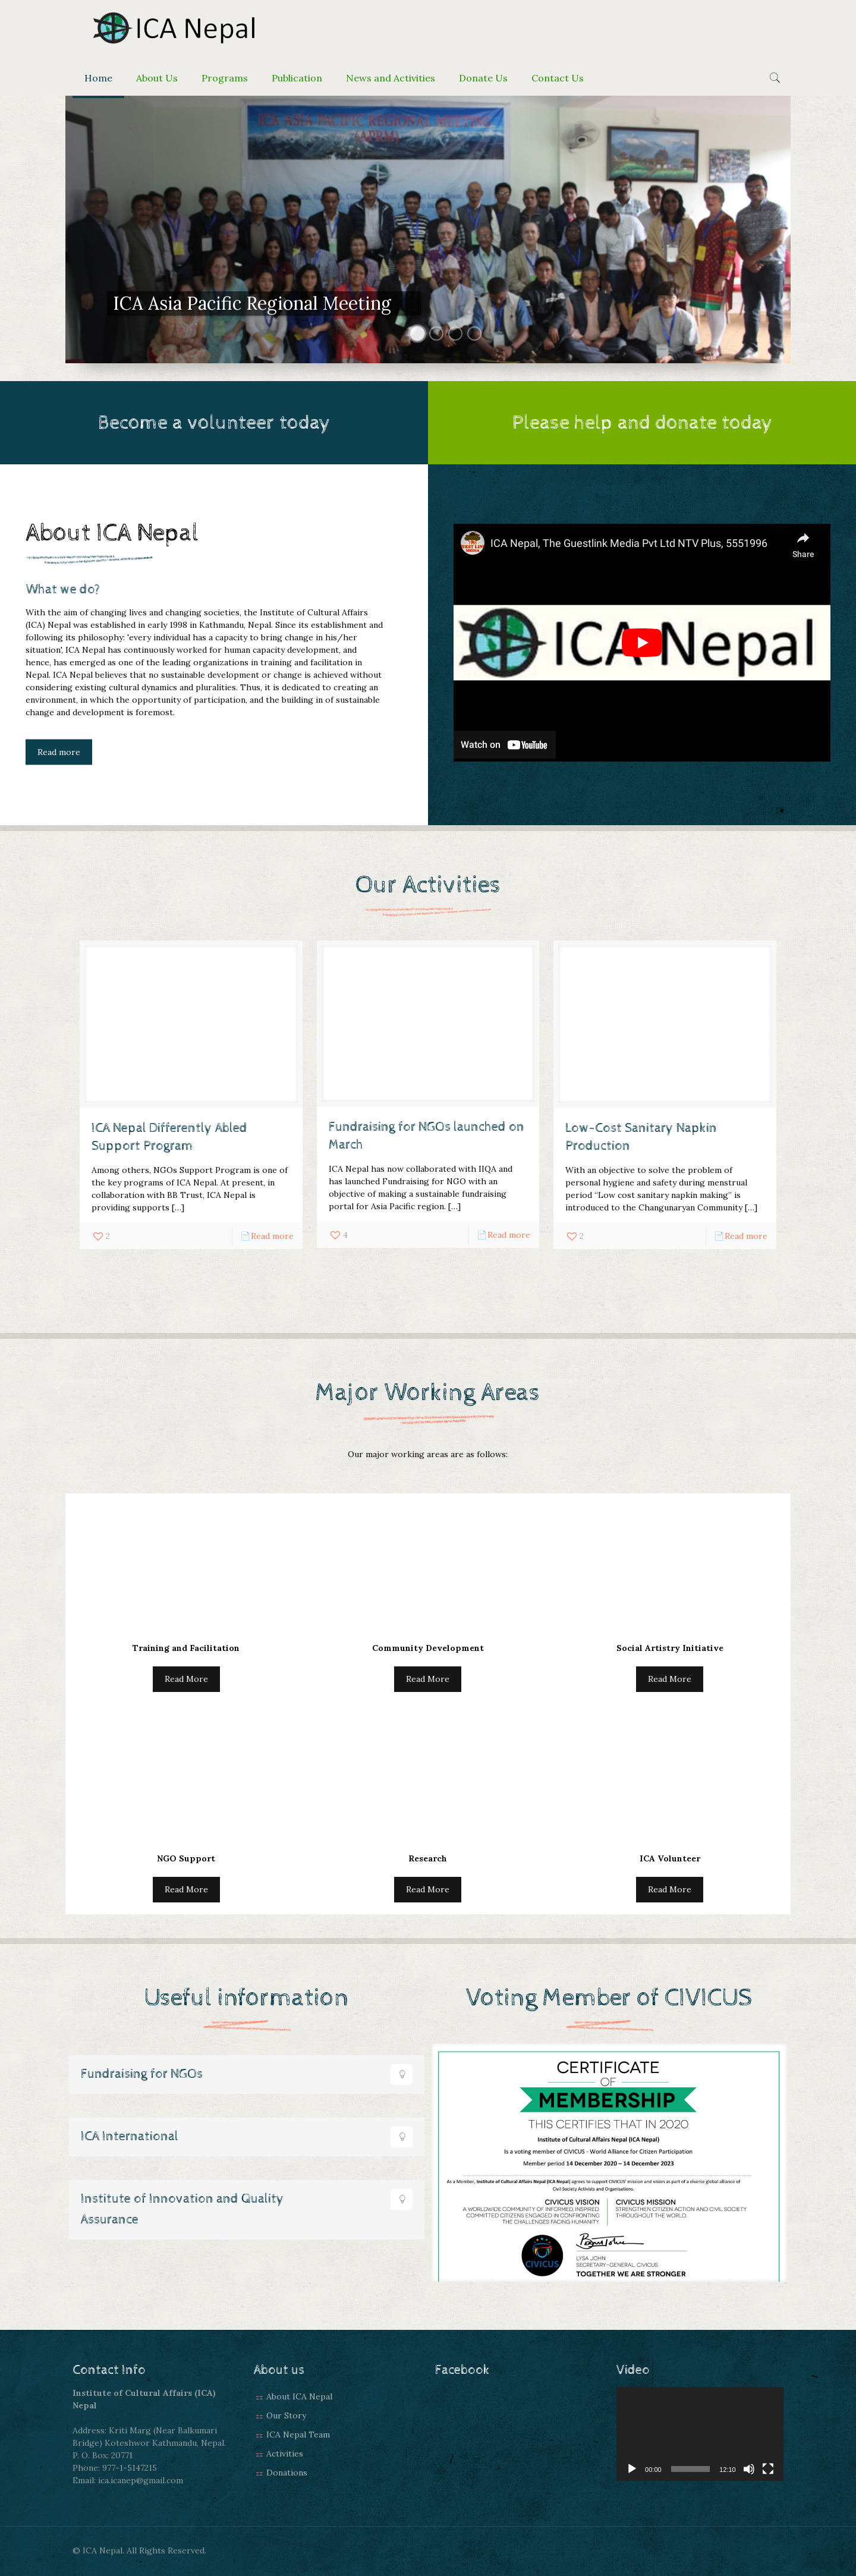 ICA Nepal
Home About Us Programs Publication News and Activities Donate Us Contact Us
ICA ASIA PACIFIC REGIONAL MEETING
(APRM)
ICA Asia Pacific Regional Meeting
Become a volunteer today
Please help and donate today
About ICA Nepal
What we do?
With the aim of changing lives and changing societies, the Institute of Cultural Affairs
(ICA) Nepal was established in early 1998 in Kathmandu, Nepal. Since its establishment and
following its philosophy: 'every individual has a capacity to bring change in his/her
situation', ICA Nepal has continuously worked for human capacity development, and
hence, has emerged as one of the leading organizations in training and facilitation in
Nepal. ICA Nepal believes that no sustainable development or change is achieved without
considering existing cultural dynamics and pluralities. Thus, it is dedicated to creating an
environment, in which the opportunity of participation, and the building in of sustainable
change and development is foremost.
Read more
ICA Nepal, The Guestlink Media Pvt Ltd NTV Plus, 5551996
Share
ICA Nepal
Watch on YouTube
Our Activities
ICA Nepal Differently Abled
Support Program
Among others, NGOs Support Program is one of
the key programs of ICA Nepal. At present, in
collaboration with BB Trust, ICA Nepal is
providing supports […]
2 Read more
Fundraising for NGOs launched on
March
ICA Nepal has now collaborated with IIQA and
has launched Fundraising for NGO with an
objective of making a sustainable fundraising
portal for Asia Pacific region. […]
4 Read more
Low-Cost Sanitary Napkin
Production
With an objective to solve the problem of
personal hygiene and safety during menstrual
period “Low cost sanitary napkin making” is
introduced to the Changunaryan Community […]
2 Read more
Major Working Areas
Our major working areas are as follows:
Training and Facilitation
Read More
Community Development
Read More
Social Artistry Initiative
Read More
NGO Support
Read More
Research
Read More
ICA Volunteer
Read More
Useful information
Fundraising for NGOs
ICA International
Institute of Innovation and Quality
Assurance
Voting Member of CIVICUS
CERTIFICATE
OF
MEMBERSHIP
THIS CERTIFIES THAT IN 2020
Institute of Cultural Affairs Nepal (ICA Nepal)
Is a voting member of CIVICUS - World Alliance for Citizen Participation
Member period 14 December 2020 – 14 December 2023
As a Member, Institute of Cultural Affairs Nepal (ICA Nepal) agrees to support CIVICUS' mission and vision as part of a diverse global alliance of
Civil Society Activists and Organisations.
CIVICUS VISION
A WORLDWIDE COMMUNITY OF INFORMED, INSPIRED,
COMMITTED CITIZENS ENGAGED IN CONFRONTING
THE CHALLENGES FACING HUMANITY.
CIVICUS MISSION
STRENGTHEN CITIZEN ACTION AND CIVIL SOCIETY
THROUGHOUT THE WORLD.
CIVICUS
LYSA JOHN
SECRETARY-GENERAL, CIVICUS
TOGETHER WE ARE STRONGER
Contact Info
Institute of Cultural Affairs (ICA)
Nepal
Address: Kriti Marg (Near Balkumari
Bridge) Koteshwor Kathmandu, Nepal.
P. O. Box: 20771
Phone: 977-1-5147215
Email: ica.icanep@gmail.com
About us
About ICA Nepal
Our Story
ICA Nepal Team
Activities
Donations
Facebook
Video
00:00 12:10
© ICA Nepal. All Rights Reserved.